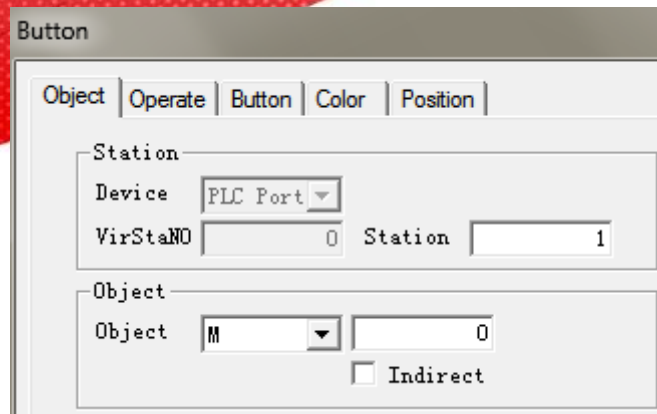 Button
Object Operate Button Color Position
Station
Device PLC Port
VirStaNO 0 Station 1
Object
Object M 0
Indirect